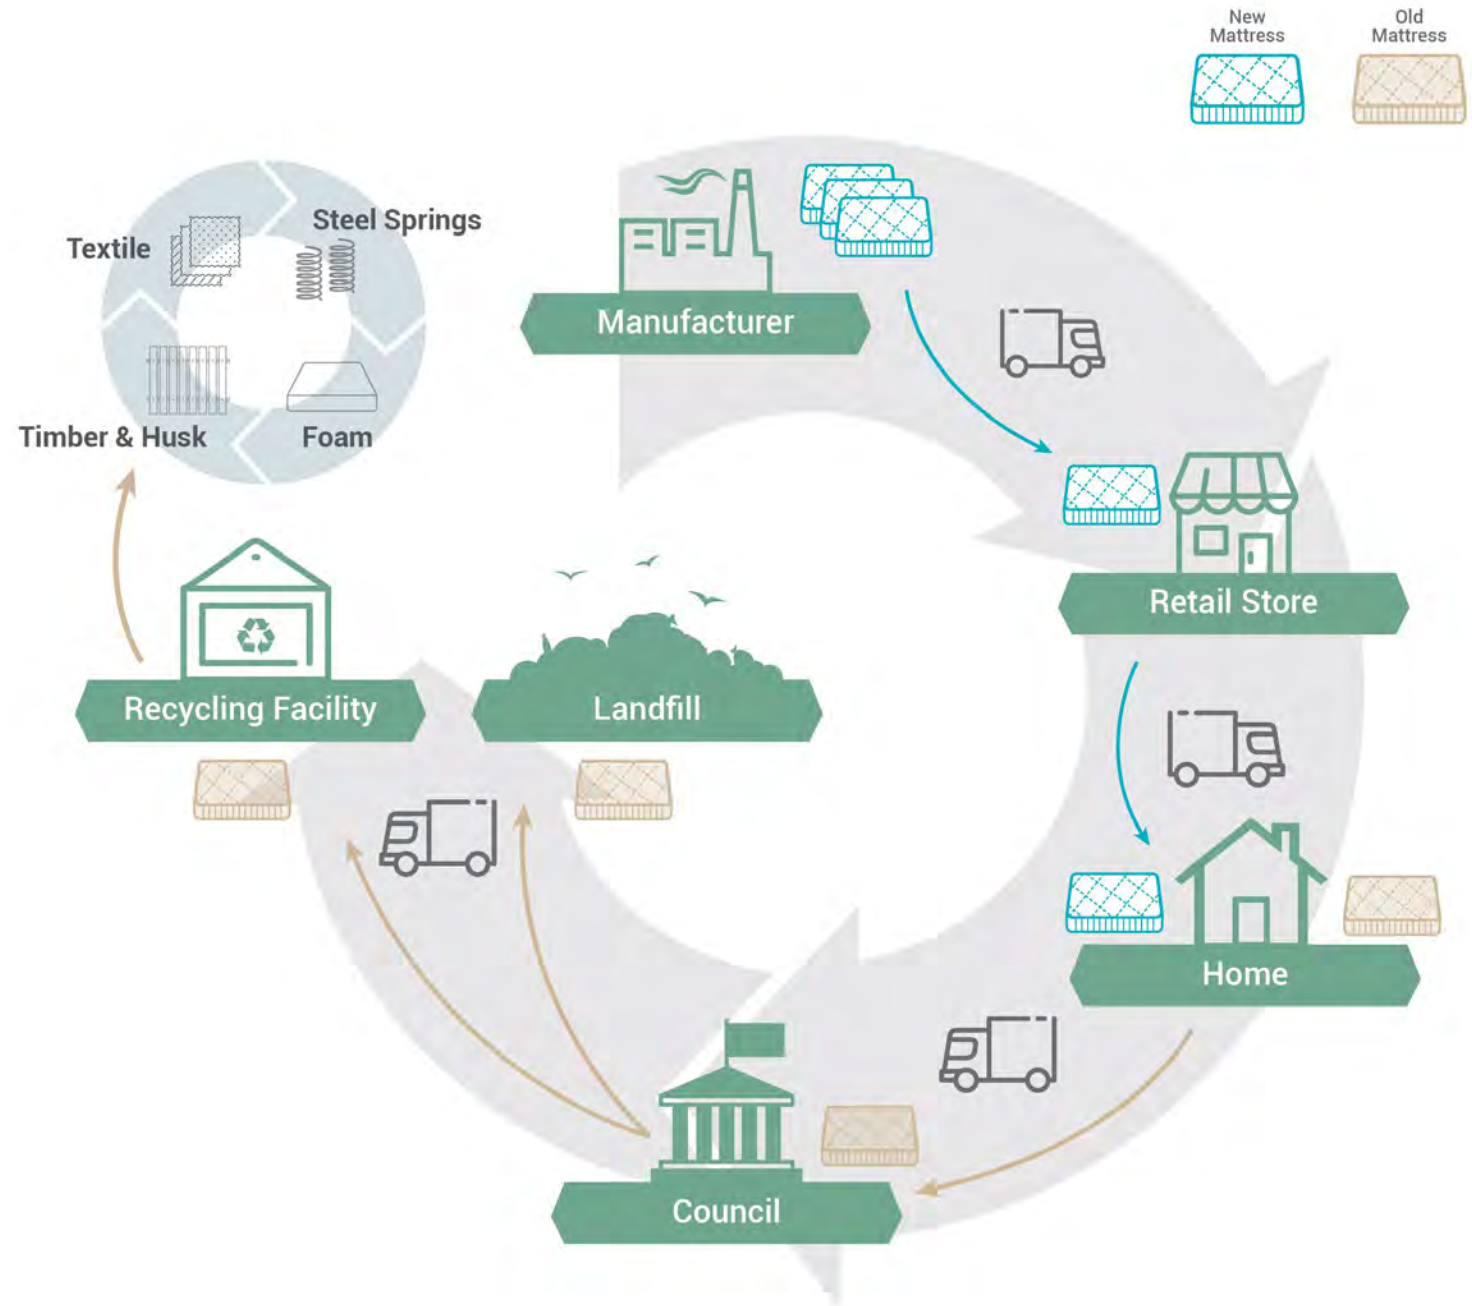 New
Mattress
Old
Mattress
Textile
Steel Springs
Manufacturer
Timber & Husk
Foam
Retail Store
Recycling Facility
Landfill
Home
Council